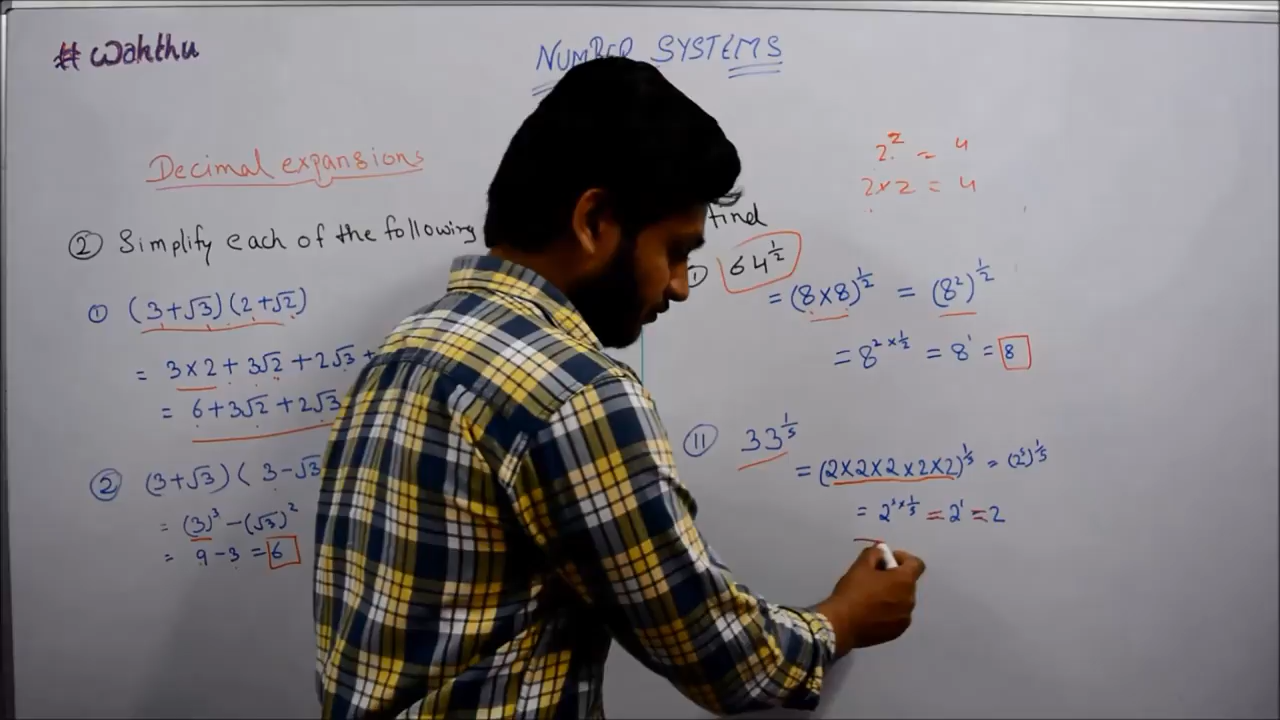 # Wahthu
NUMBER SYSTEMS
Decimal expansions
② Simplify each of the following
① (3+√3)(2+√2)
= 3×2 + 3√2 + 2√3 +
= 6+3√2 +2√3
② (3+√3)(3-√3
= (3)³ -(√3)²
= 9-3 = 6
2² = 4
2×2 = 4
find
① 64^½
= (8×8)^½ = (8²)^½
= 8^2×½ = 8¹ = 8
⑪ 33^⅕
= (2×2×2×2×2)^⅕ = (2⁵)^⅕
= 2^5×⅕ = 2¹ = 2